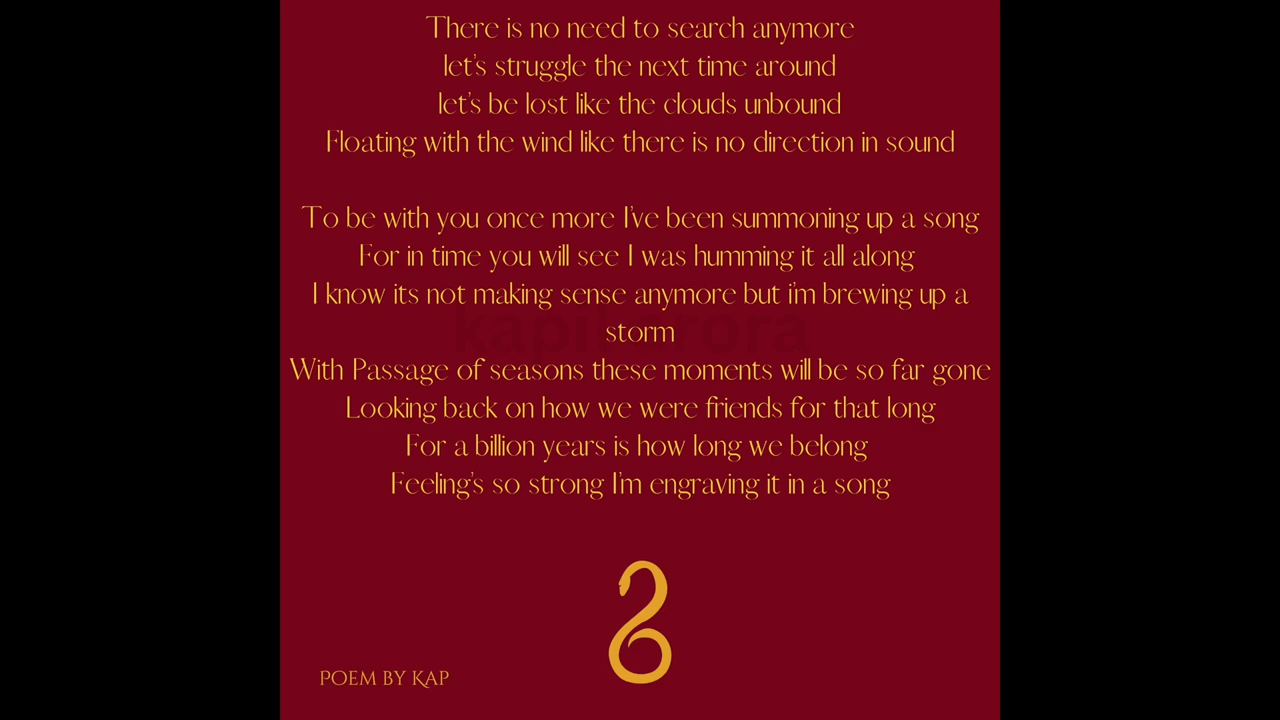 There is no need to search anymore
let's struggle the next time around
let's be lost like the clouds unbound
Floating with the wind like there is no direction in sound
To be with you once more I've been summoning up a song
For in time you will see I was humming it all along
I know its not making sense anymore but i'm brewing up a
storm
kapil arora
With Passage of seasons these moments will be so far gone
Looking back on how we were friends for that long
For a billion years is how long we belong
Feeling's so strong I'm engraving it in a song
POEM BY KAP